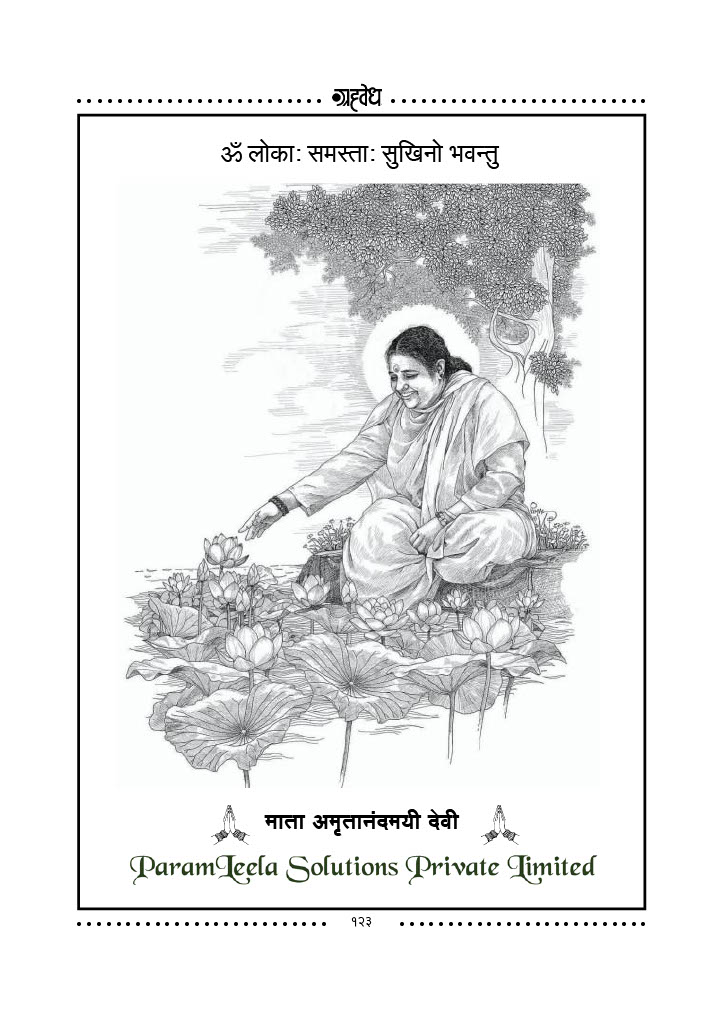 ग्रहवेध
ॐ लोकाः समस्ताः सुखिनो भवन्तु
माता अमृतानंदमयी देवी
ParamLeela Solutions Private Limited
१२३